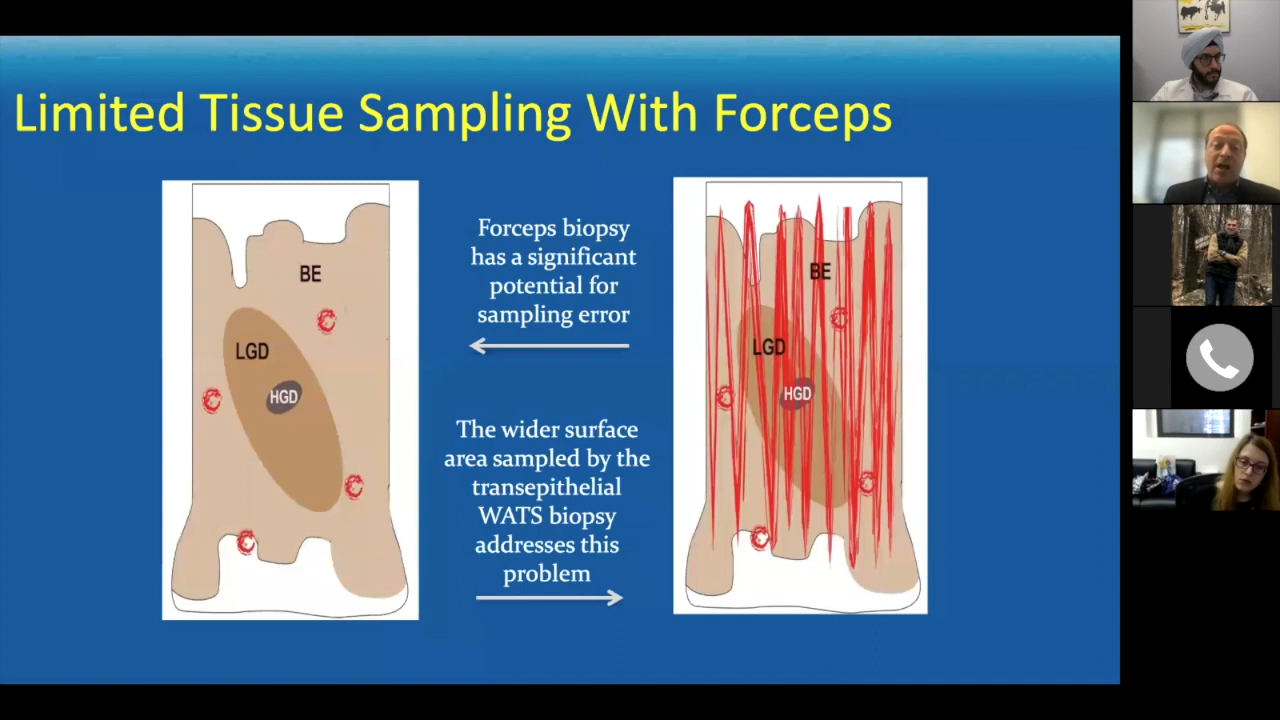 Limited Tissue Sampling With Forceps
BE
LGD
HGD
Forceps biopsy
has a significant
potential for
sampling error
The wider surface
area sampled by the
transepithelial
WATS biopsy
addresses this
problem
BE
LGD
HGD